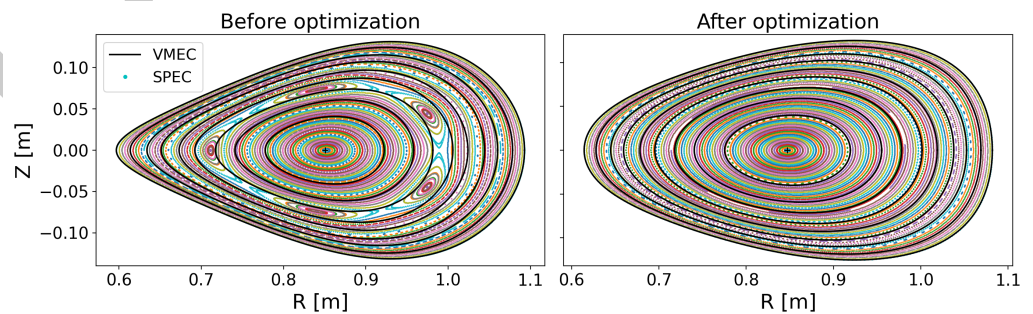 Before optimization
After optimization
VMEC
SPEC
Z [m]
0.10
0.05
0.00
−0.05
−0.10
0.6 0.7 0.8 0.9 1.0 1.1
0.6 0.7 0.8 0.9 1.0 1.1
R [m]
R [m]